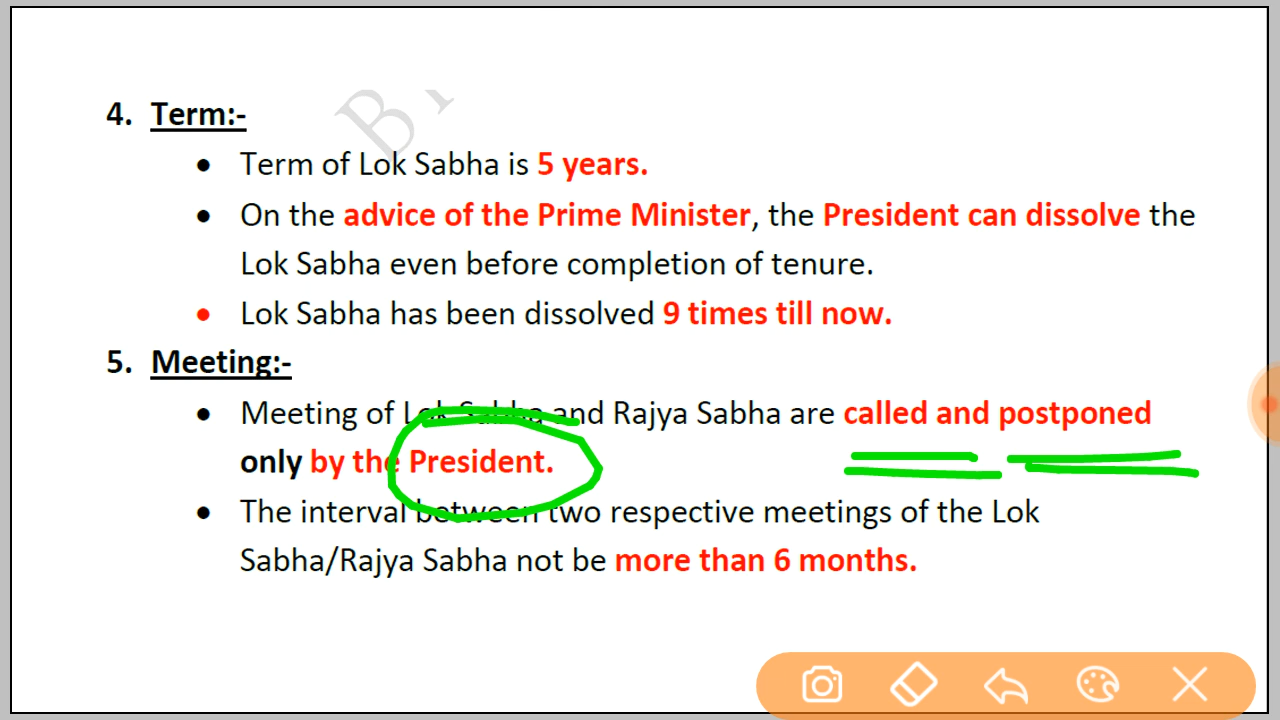 4. Term:-
• Term of Lok Sabha is 5 years.
• On the advice of the Prime Minister, the President can dissolve the
Lok Sabha even before completion of tenure.
• Lok Sabha has been dissolved 9 times till now.
5. Meeting:-
• Meeting of Lok Sabha and Rajya Sabha are called and postponed
only by the President.
• The interval between two respective meetings of the Lok
Sabha/Rajya Sabha not be more than 6 months.